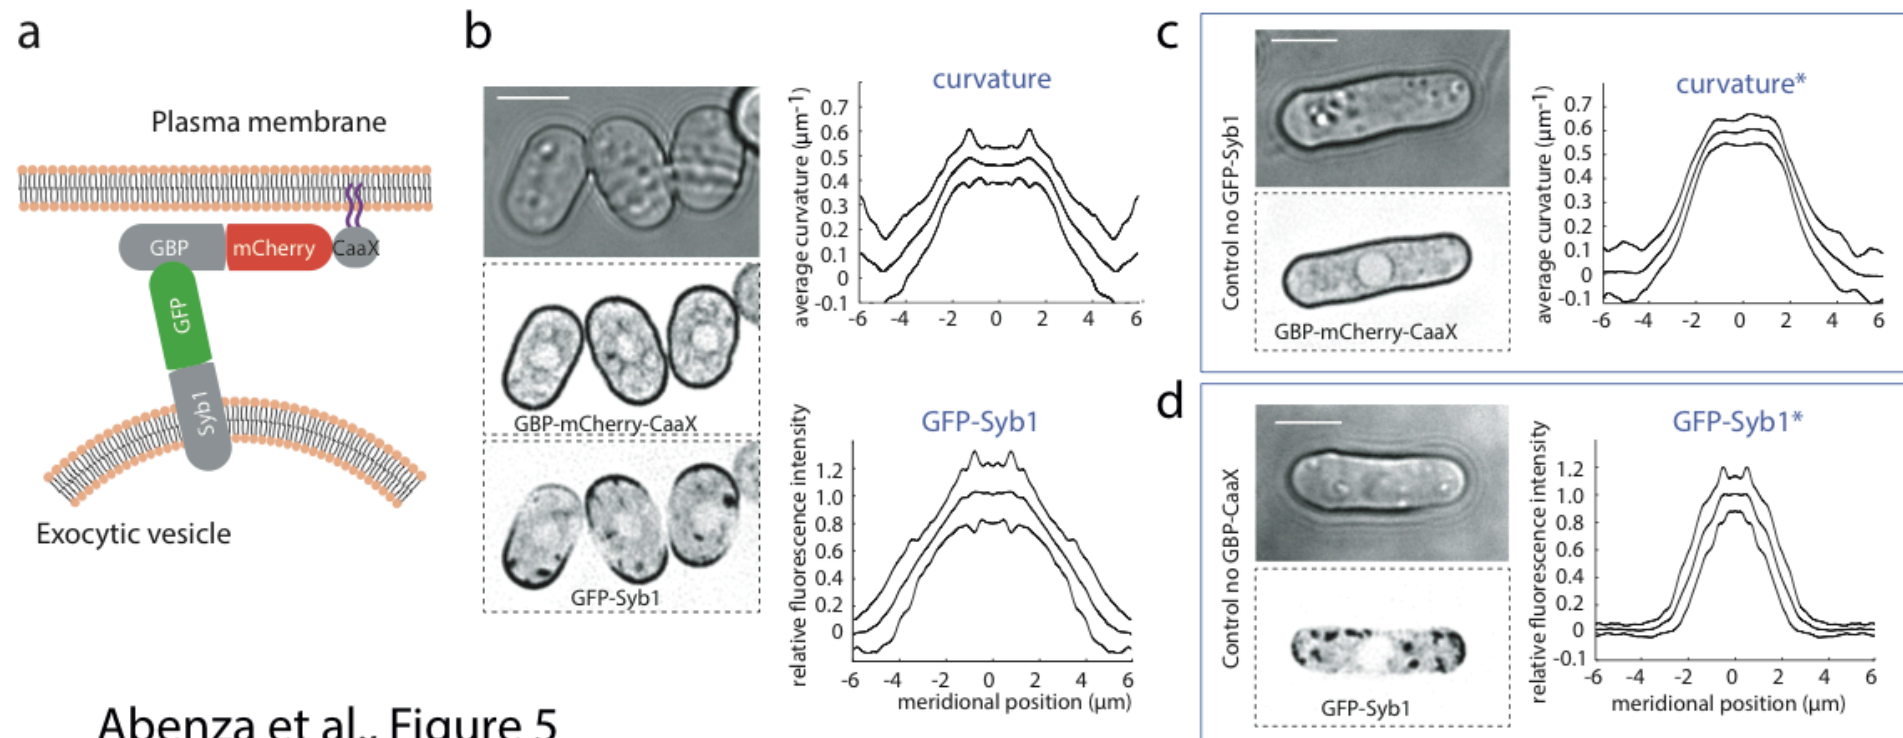 a
Plasma membrane
GBP
mCherry
CaaX
GFP
Syb1
Exocytic vesicle
b
GBP-mCherry-CaaX
GFP-Syb1
curvature
average curvature (µm-1)
0.7
0.6
0.5
0.4
0.3
0.2
0.1
0
-0.1
-6 -4 -2 0 2 4 6
GFP-Syb1
relative fluorescence intensity
1.2
1.0
0.8
0.6
0.4
0.2
0
-6 -4 -2 0 2 4 6
meridional position (µm)
c
Control no GFP-Syb1
GBP-mCherry-CaaX
curvature*
average curvature (µm-1)
0.7
0.6
0.5
0.4
0.3
0.2
0.1
0
-0.1
-6 -4 -2 0 2 4 6
d
Control no GBP-CaaX
GFP-Syb1
GFP-Syb1*
relative fluorescence intensity
1.2
1.0
0.8
0.6
0.4
0.2
0
-0.1
-6 -4 -2 0 2 4 6
meridional position (µm)
Abenza et al., Figure 5